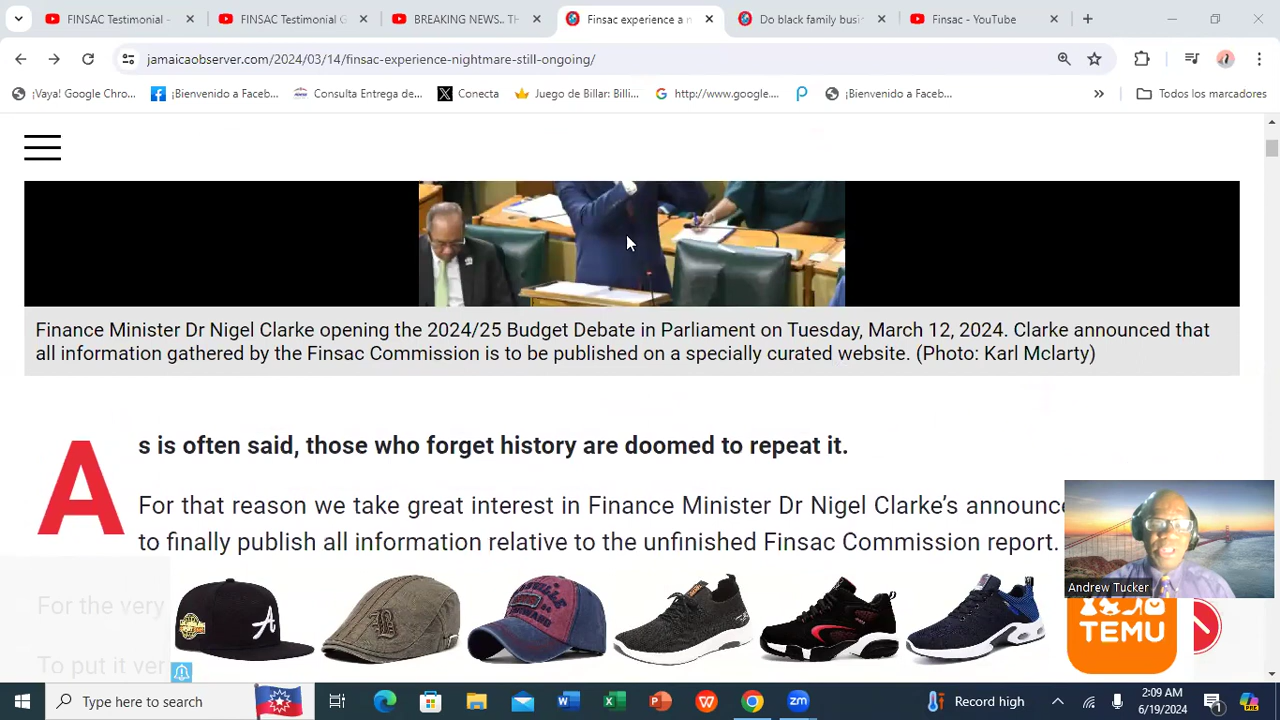 FINSAC Testimonial -
FINSAC Testimonial G
BREAKING NEWS.. TH
Finsac experience a n
Do black family busi
Finsac - YouTube
jamaicaobserver.com/2024/03/14/finsac-experience-nightmare-still-ongoing/
¡Vaya! Google Chro...
¡Bienvenido a Faceb...
Consulta Entrega de...
Conecta
Juego de Billar: Billi...
http://www.google....
¡Bienvenido a Faceb...
»
Todos los marcadores
Finance Minister Dr Nigel Clarke opening the 2024/25 Budget Debate in Parliament on Tuesday, March 12, 2024. Clarke announced that
all information gathered by the Finsac Commission is to be published on a specially curated website. (Photo: Karl Mclarty)
As is often said, those who forget history are doomed to repeat it.
For that reason we take great interest in Finance Minister Dr Nigel Clarke's announce
to finally publish all information relative to the unfinished Finsac Commission report.
For the very
To put it ver
A
B
Andrew Tucker
TEMU
Type here to search
Record high
2:09 AM
6/19/2024